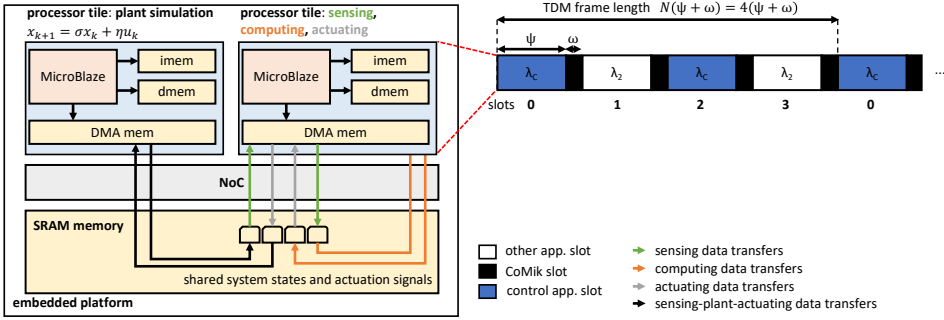 processor tile: plant simulation
x_{k+1} = σx_k + ηu_k
MicroBlaze
imem
dmem
DMA mem
processor tile: sensing,
computing, actuating
MicroBlaze
imem
dmem
DMA mem
NoC
SRAM memory
shared system states and actuation signals
embedded platform
TDM frame length N(ψ + ω) = 4(ψ + ω)
ψ ω
λ_C λ_2 λ_C λ_2 λ_C ...
slots 0 1 2 3 0
other app. slot
CoMik slot
control app. slot
sensing data transfers
computing data transfers
actuating data transfers
sensing-plant-actuating data transfers